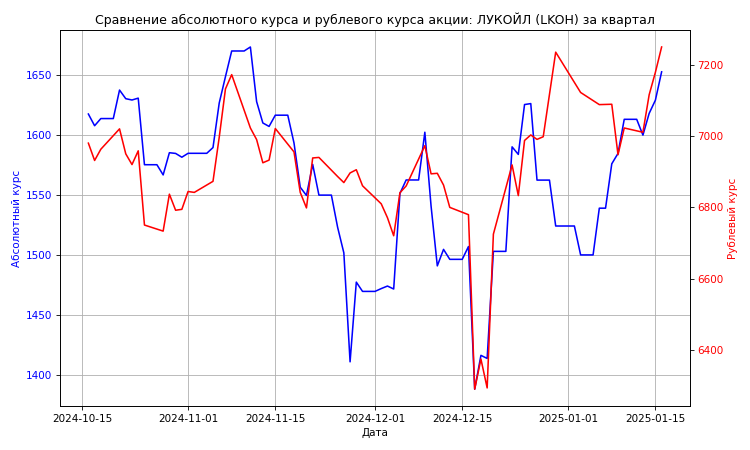 Сравнение абсолютного курса и рублевого курса акции: ЛУКОЙЛ (LKOH) за квартал
Абсолютный курс
1650
1600
1550
1500
1450
1400
7200
7000
6800
6600
6400
Рублевый курс
2024-10-15 2024-11-01 2024-11-15 2024-12-01 2024-12-15 2025-01-01 2025-01-15
Дата